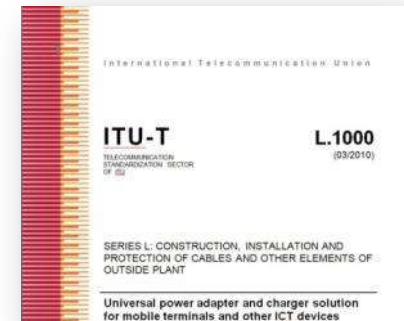 International Telecommunication Union
ITU-T
L.1000
TELECOMMUNICATION
(03/2010)
STANDARDIZATION SECTOR
OF ITU
SERIES L: CONSTRUCTION, INSTALLATION AND
PROTECTION OF CABLES AND OTHER ELEMENTS OF
OUTSIDE PLANT
Universal power adapter and charger solution
for mobile terminals and other ICT devices